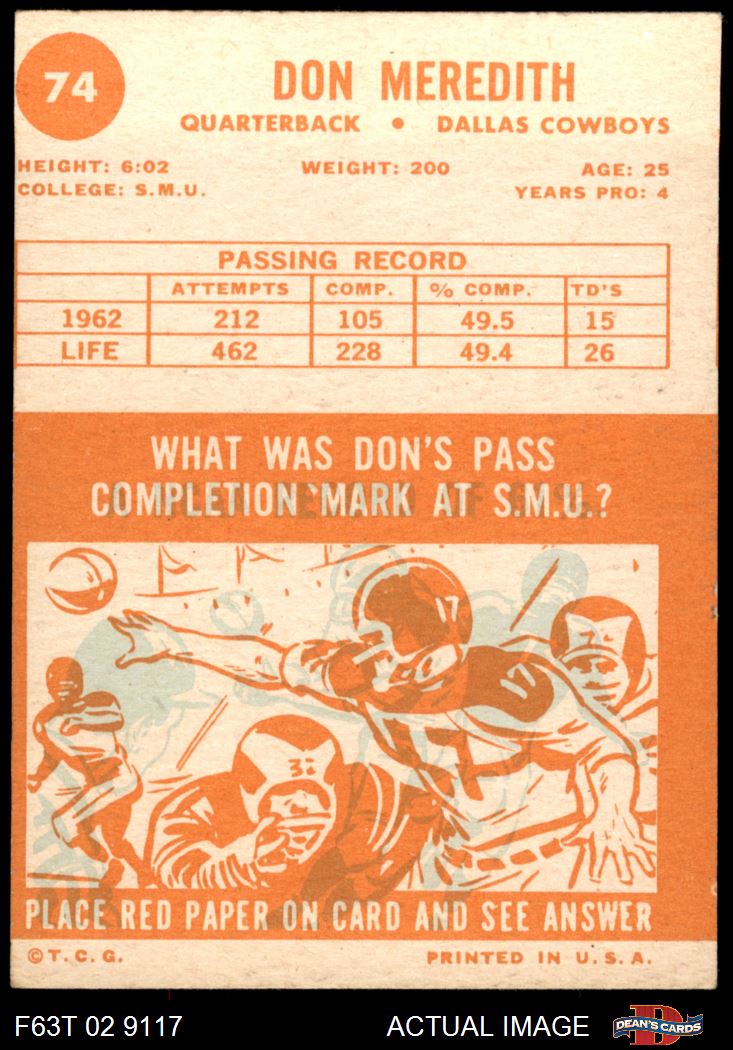 74
DON MEREDITH
QUARTERBACK • DALLAS COWBOYS
HEIGHT: 6:02 WEIGHT: 200 AGE: 25
COLLEGE: S.M.U. YEARS PRO: 4
PASSING RECORD
ATTEMPTS COMP. % COMP. TD'S
1962 212 105 49.5 15
LIFE 462 228 49.4 26
WHAT WAS DON'S PASS
COMPLETION MARK AT S.M.U.?
17
17
PLACE RED PAPER ON CARD AND SEE ANSWER
©T.C.G. PRINTED IN U.S.A.
F63T 02 9117 ACTUAL IMAGE
D
DEAN'S CARDS